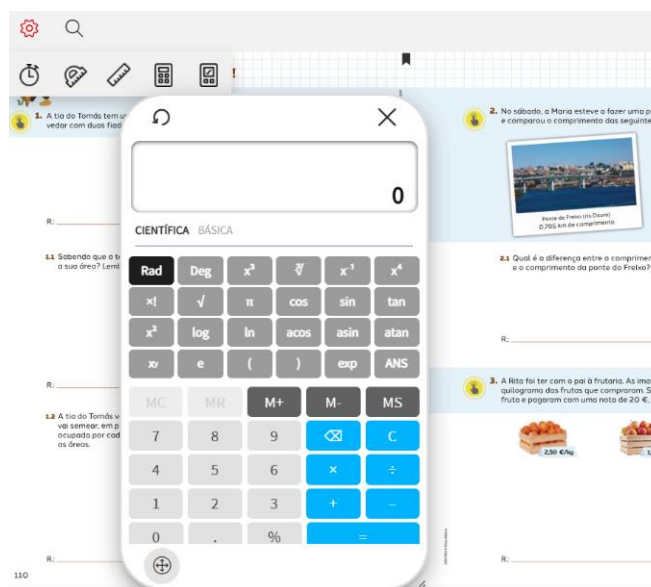 !
1. A tia do Tomás tem u
vedar com duas fiad
R:
1.1 Sabendo que o t
a sua área? Lem
R:
1.2 A tia do Tomás v
vai semear, em p
ocupada por cad
as áreas.
R:
110
0
CIENTÍFICA BÁSICA
Rad Deg x³ ∛ x⁻¹ x⁴
×! √ π cos sin tan
x² log ln acos asin atan
xy e ( ) exp ANS
MC MR M+ M- MS
7 8 9 ⌫ C
4 5 6 × ÷
1 2 3 + −
0 . % =
2. No sábado, a Maria esteve a fazer uma p
e comparou o comprimento das seguinte
Ponte do Freixo (rio Douro)
0,705 km de comprimento
2.1 Qual é a diferença entre o comprimen
e o comprimento da ponte do Freixo?
R:
3. A Rita foi ter com o pai à frutaria. As ima
quilograma das frutas que compraram. S
fruto e pagaram com uma nota de 20 €,
2,50 €/kg
R: